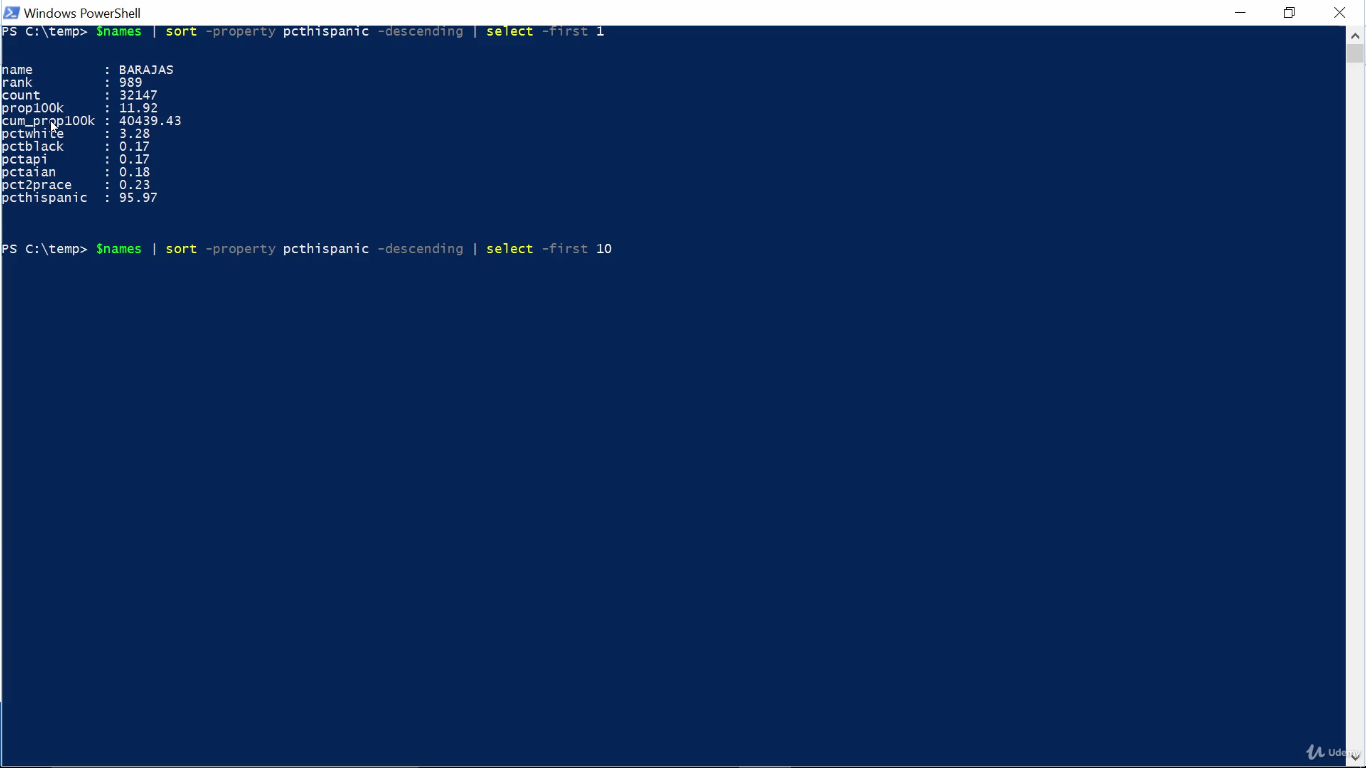 Windows PowerShell
PS C:\temp> $names | sort -property pcthispanic -descending | select -first 1
name : BARAJAS
rank : 989
count : 32147
prop100k : 11.92
cum_prop100k : 40439.43
pctwhite : 3.28
pctblack : 0.17
pctapi : 0.17
pctaian : 0.18
pct2prace : 0.23
pcthispanic : 95.97
PS C:\temp> $names | sort -property pcthispanic -descending | select -first 10
Udemy